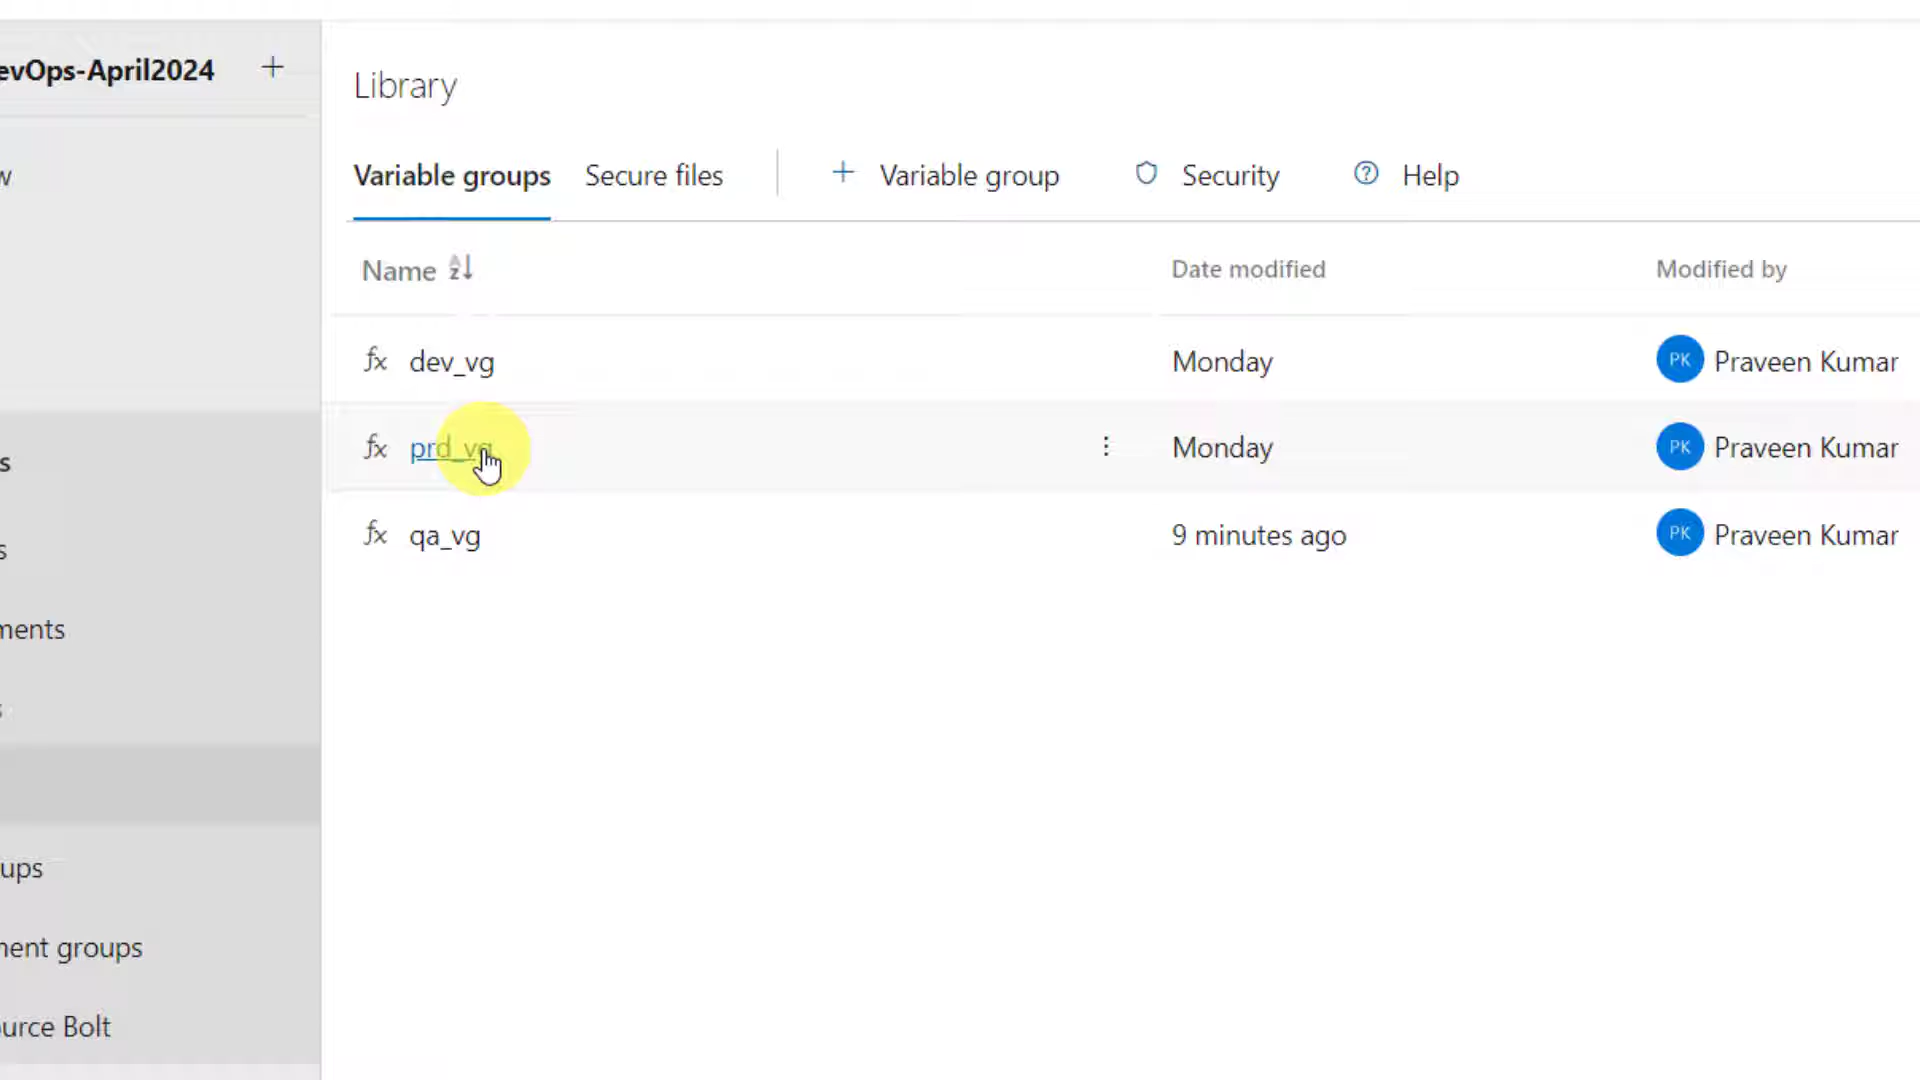 evOps-April2024 +
w
s
s
ments
s
ups
nent groups
ource Bolt
Library
Variable groups Secure files + Variable group Security Help
Name Date modified Modified by
fx dev_vg Monday PK Praveen Kumar
fx prd_vg Monday PK Praveen Kumar
fx qa_vg 9 minutes ago PK Praveen Kumar